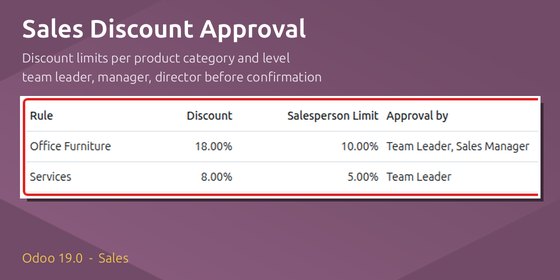 Sales Discount Approval
Discount limits per product category and level
team leader, manager, director before confirmation
Rule Discount Salesperson Limit Approval by
Office Furniture 18.00% 10.00% Team Leader, Sales Manager
Services 8.00% 5.00% Team Leader
Odoo 19.0 - Sales